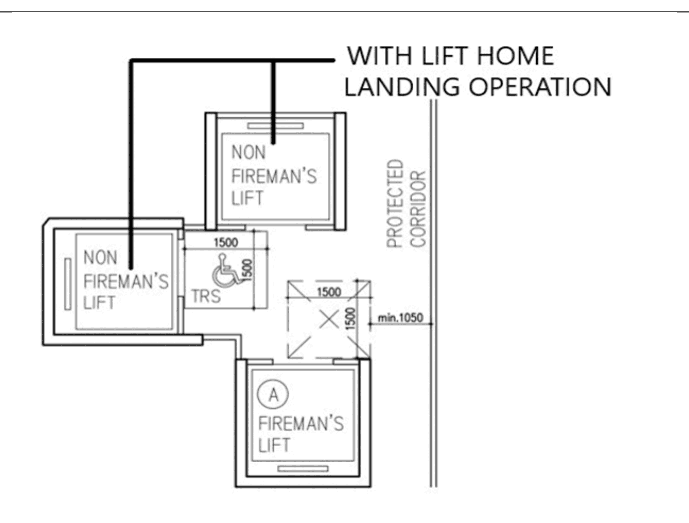 WITH LIFT HOME
LANDING OPERATION
NON
FIREMAN'S
LIFT
PROTECTED
CORRIDOR
NON
FIREMAN'S
LIFT
1500
1500
TRS
1500
1500
min.1050
A
FIREMAN'S
LIFT